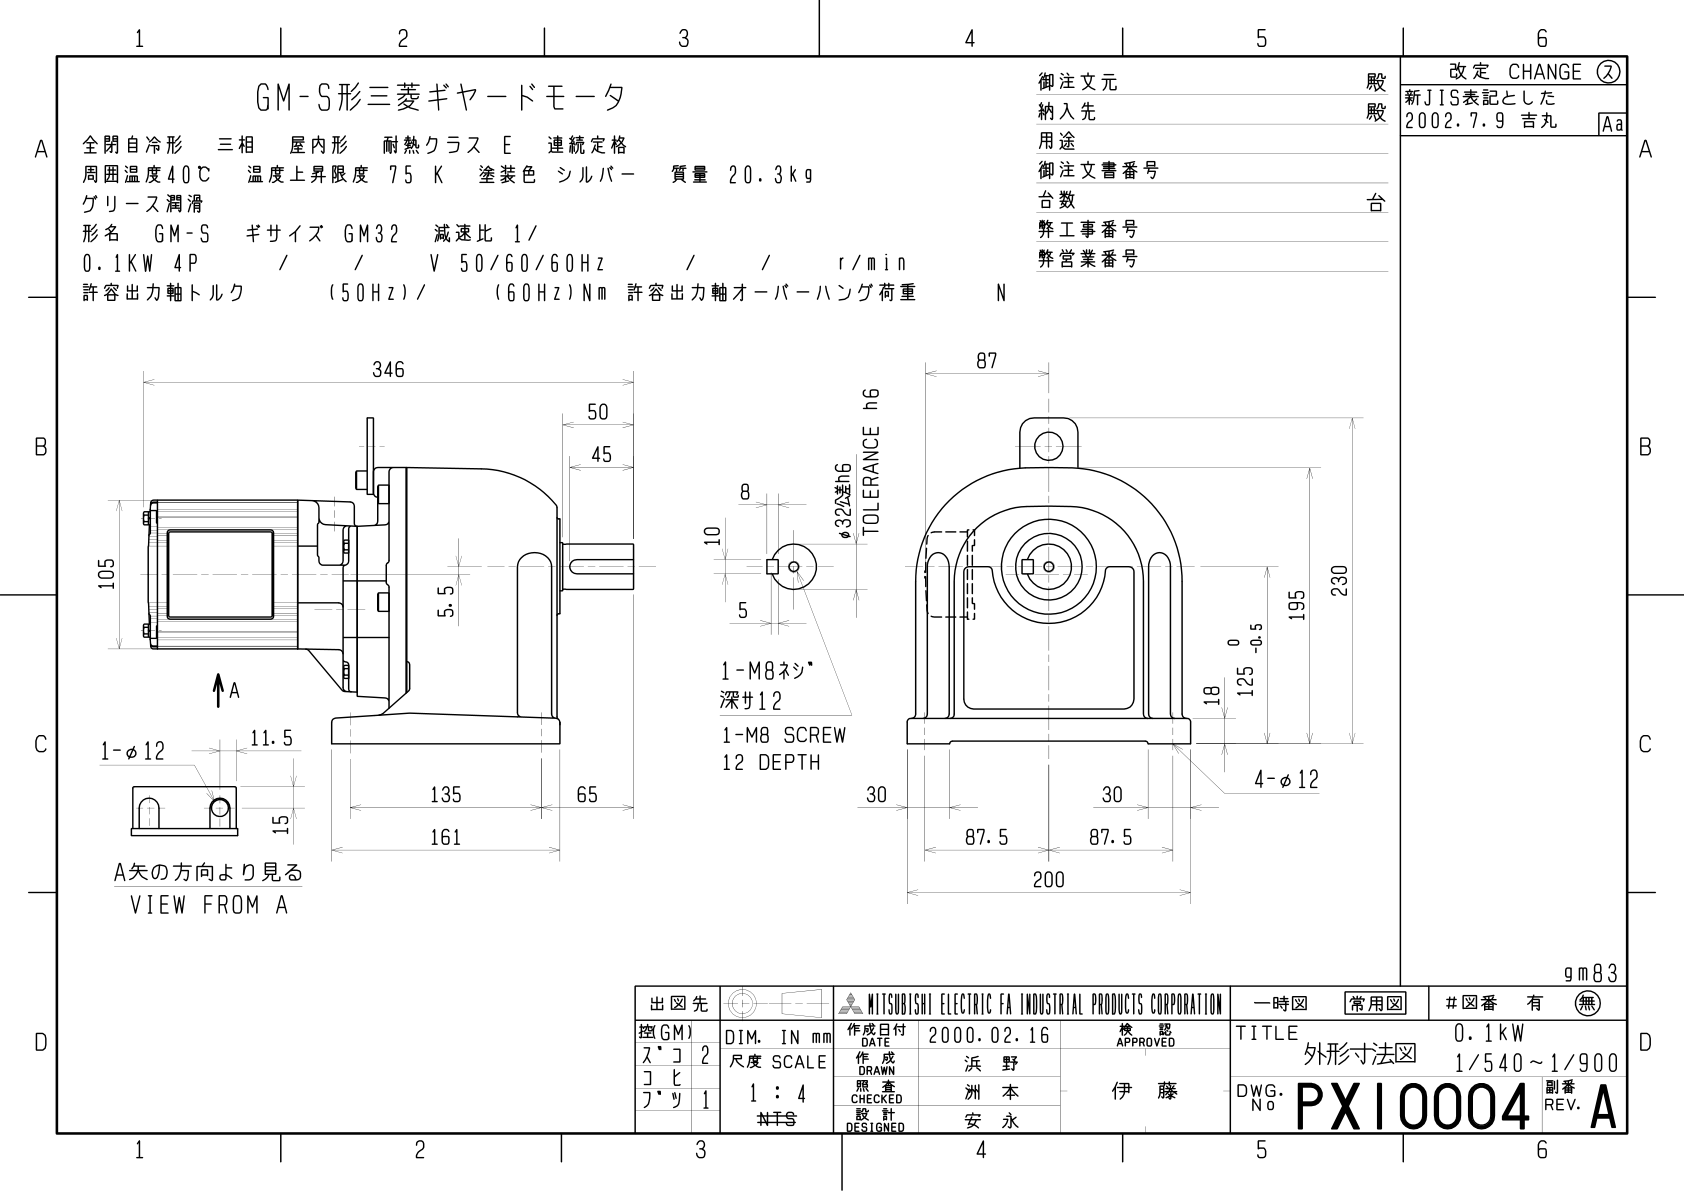 1 2 3 4 5 6
GM-S形三菱ギヤードモータ
全閉自冷形 三相 屋内形 耐熱クラス E 連続定格
周囲温度40℃ 温度上昇限度 75 K 塗装色 シルバー 質量 20.3kg
グリース潤滑
形名 GM-S ギサイズ GM32 減速比 1/
0.1KW 4P / / V 50/60/60Hz / / r/min
許容出力軸トルク (50Hz)/ (60Hz)Nm 許容出力軸オーバーハング荷重 N
御注文元 殿
納入先 殿
用途
御注文書番号
台数 台
弊工事番号
弊営業番号
改定 CHANGE ス
新JIS表記とした
2002.7.9 吉丸 Aa
A A
B B
C C
D D
346
50
45
105
5.5
A
1-φ12
11.5
15
135
65
161
A矢の方向より見る
VIEW FROM A
8
10
5
φ32公差h6
TOLERANCE h6
1-M8ネジ
深サ12
1-M8 SCREW
12 DEPTH
87
230
195
125 0 -0.5
18
4-φ12
30
30
87.5
87.5
200
gm83
出図先
控(GM)
ズコ 2
コヒ
ブツ 1
DIM. IN mm
尺度 SCALE
1 : 4
NTS
MITSUBISHI ELECTRIC FA INDUSTRIAL PRODUCTS CORPORATION
作成日付 DATE
2000.02.16
検認 APPROVED
作成 DRAWN
浜野
照査 CHECKED
洲本
設計 DESIGNED
安永
伊藤
一時図 常用図 #図番 有 無
TITLE
外形寸法図
0.1kW
1/540~1/900
DWG. No
PX10004
副番 REV.
A
1 2 3 4 5 6